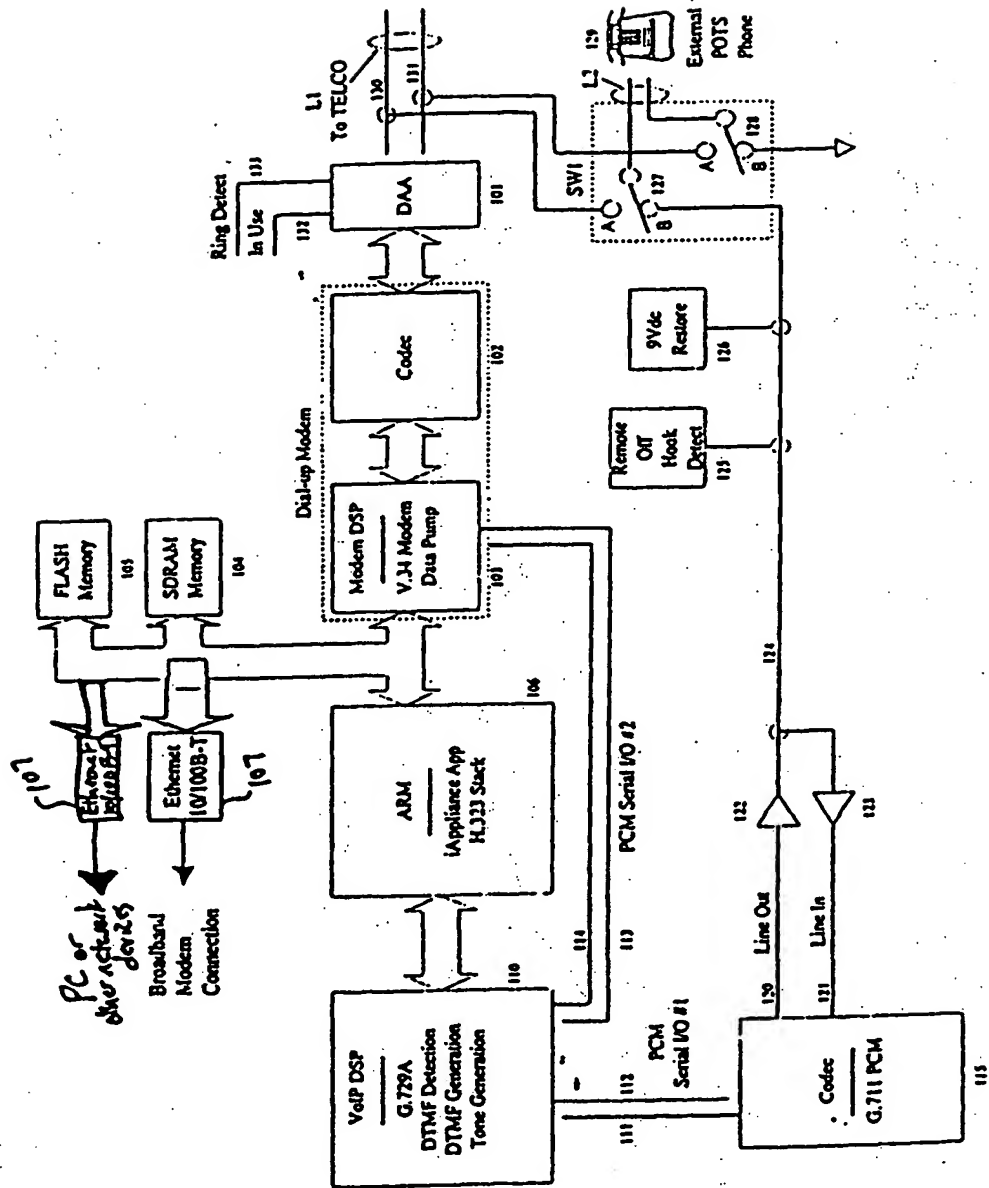 PC or
other network
devices
Broadband
Modem
Connection
107
Ethernet
10/100B-T
Ethernet
10/100B-T
107
FLASH
Memory
105
SDRAM
Memory
104
Ring Detect
133
In Use
132
L1
To TELCO
130
131
DAA
101
Dial-up Modem
Codec
102
Modem DSP
V.34 Modem
Data Pump
103
ARM
iAppliance App
H.323 Stack
106
VoIP DSP
G.729A
DTMF Detection
DTMF Generation
Tone Generation
110
114
113
PCM Serial I/O #2
111
112
PCM
Serial I/O #1
Codec
G.711 PCM
115
120
Line Out
121
Line In
122
123
124
Remote
Off
Hook
Detect
125
9Vdc
Restore
126
SW1
A
B
127
A
B
128
L2
129
External
POTS
Phone